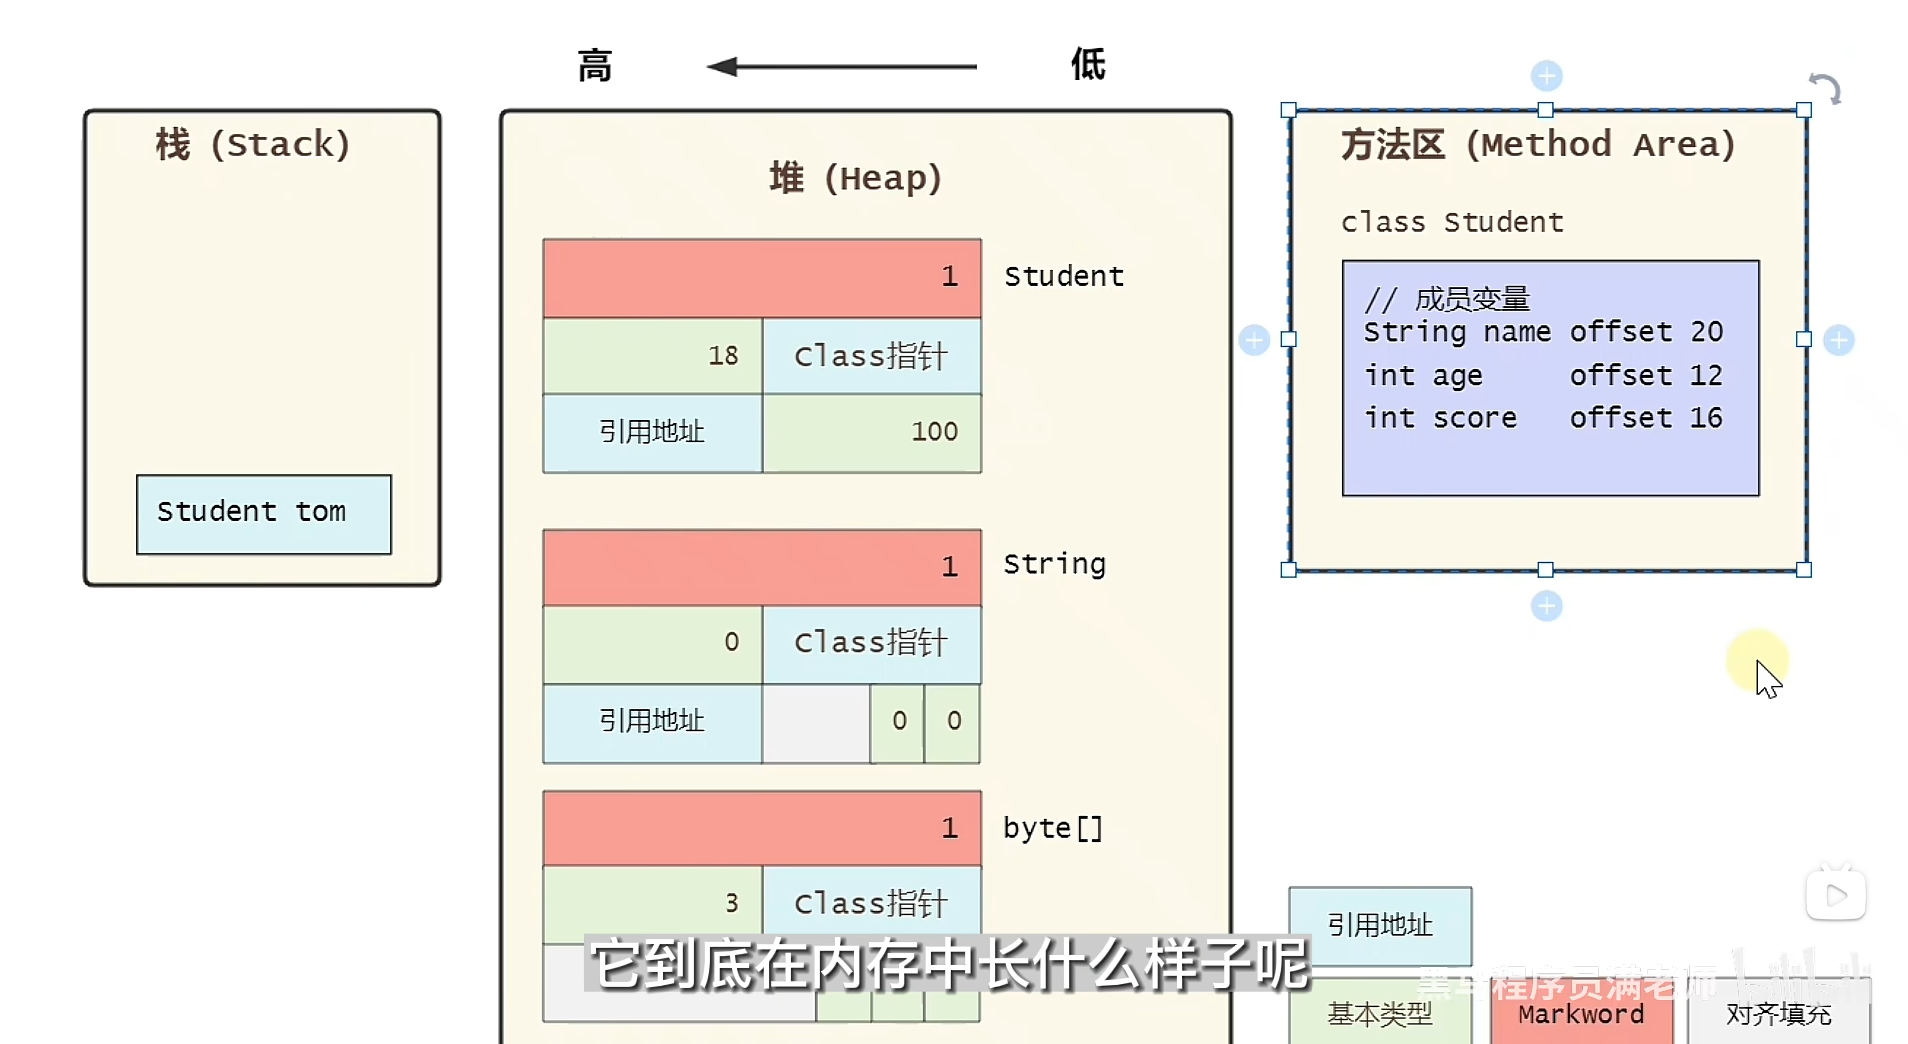 高 低
栈 (Stack)
Student tom
堆 (Heap)
1 Student
18 Class指针
引用地址 100
1 String
0 Class指针
引用地址 0 0
1 byte[]
3 Class指针
方法区 (Method Area)
class Student
// 成员变量
String name offset 20
int age offset 12
int score offset 16
引用地址
基本类型 Markword 对齐填充
黑马程序员满老师
它到底在内存中长什么样子呢